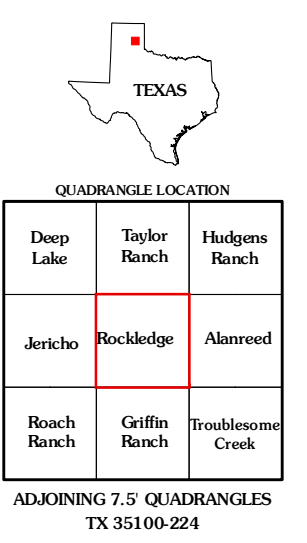 TEXAS
QUADRANGLE LOCATION
Deep
Lake
Taylor
Ranch
Hudgens
Ranch
Jericho
Rockledge
Alanreed
Roach
Ranch
Griffin
Ranch
Troublesome
Creek
ADJOINING 7.5' QUADRANGLES
TX 35100-224